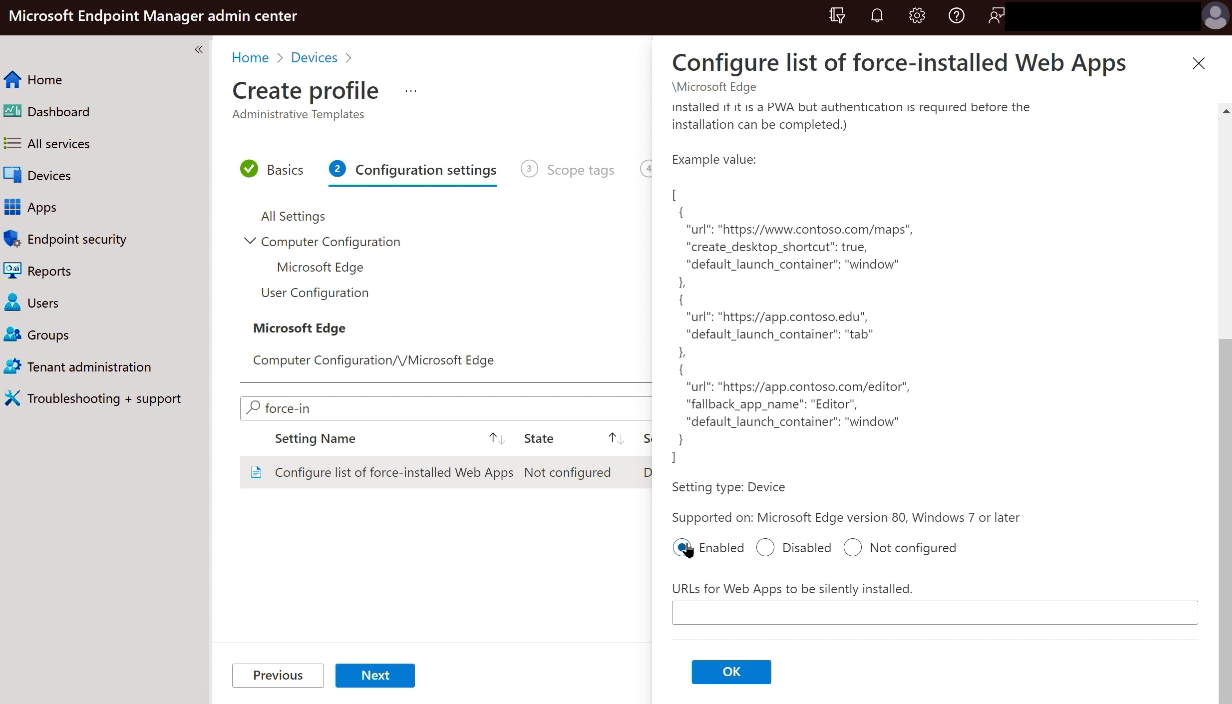 Microsoft Endpoint Manager admin center
«
Home
Dashboard
All services
Devices
Apps
Endpoint security
Reports
Users
Groups
Tenant administration
Troubleshooting + support
Home > Devices >
Create profile ...
Administrative Templates
Basics
2 Configuration settings
3 Scope tags
4
All Settings
Computer Configuration
Microsoft Edge
User Configuration
Microsoft Edge
Computer Configuration/\/Microsoft Edge
force-in
Setting Name ↑↓ State ↑↓ Se
Configure list of force-installed Web Apps Not configured D
Previous Next
Configure list of force-installed Web Apps
\Microsoft Edge
installed if it is a PWA but authentication is required before the
installation can be completed.)
Example value:
[
{
"url": "https://www.contoso.com/maps",
"create_desktop_shortcut": true,
"default_launch_container": "window"
},
{
"url": "https://app.contoso.edu",
"default_launch_container": "tab"
},
{
"url": "https://app.contoso.com/editor",
"fallback_app_name": "Editor",
"default_launch_container": "window"
}
]
Setting type: Device
Supported on: Microsoft Edge version 80, Windows 7 or later
Enabled Disabled Not configured
URLs for Web Apps to be silently installed.
OK